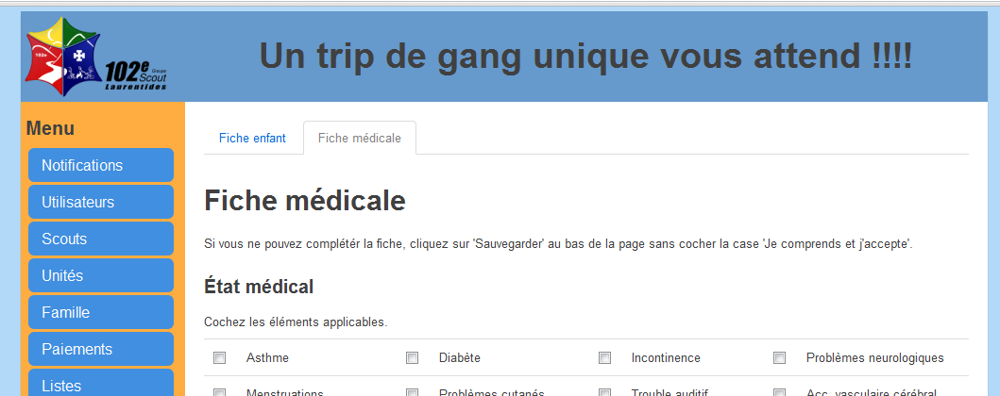 Un trip de gang unique vous attend !!!!
102e Groupe Scout
Laurentides
Menu
Notifications
Utilisateurs
Scouts
Unités
Famille
Paiements
Listes
Fiche enfant
Fiche médicale
Fiche médicale
Si vous ne pouvez complétér la fiche, cliquez sur 'Sauvegarder' au bas de la page sans cocher la case 'Je comprends et j'accepte'.
État médical
Cochez les éléments applicables.
Asthme
Diabète
Incontinence
Problèmes neurologiques
Menstruations
Problèmes cutanés
Trouble auditif
Acc. vasculaire cérébral